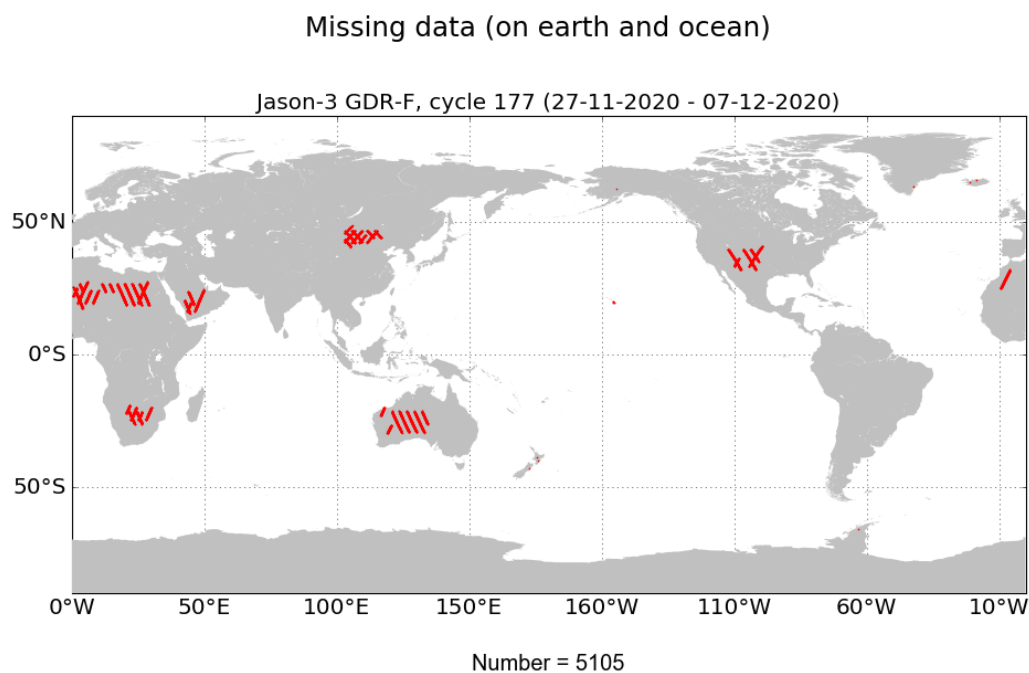 Missing data (on earth and ocean)
Jason-3 GDR-F, cycle 177 (27-11-2020 - 07-12-2020)
50°N
0°S
50°S
0°W 50°E 100°E 150°E 160°W 110°W 60°W 10°W
Number = 5105